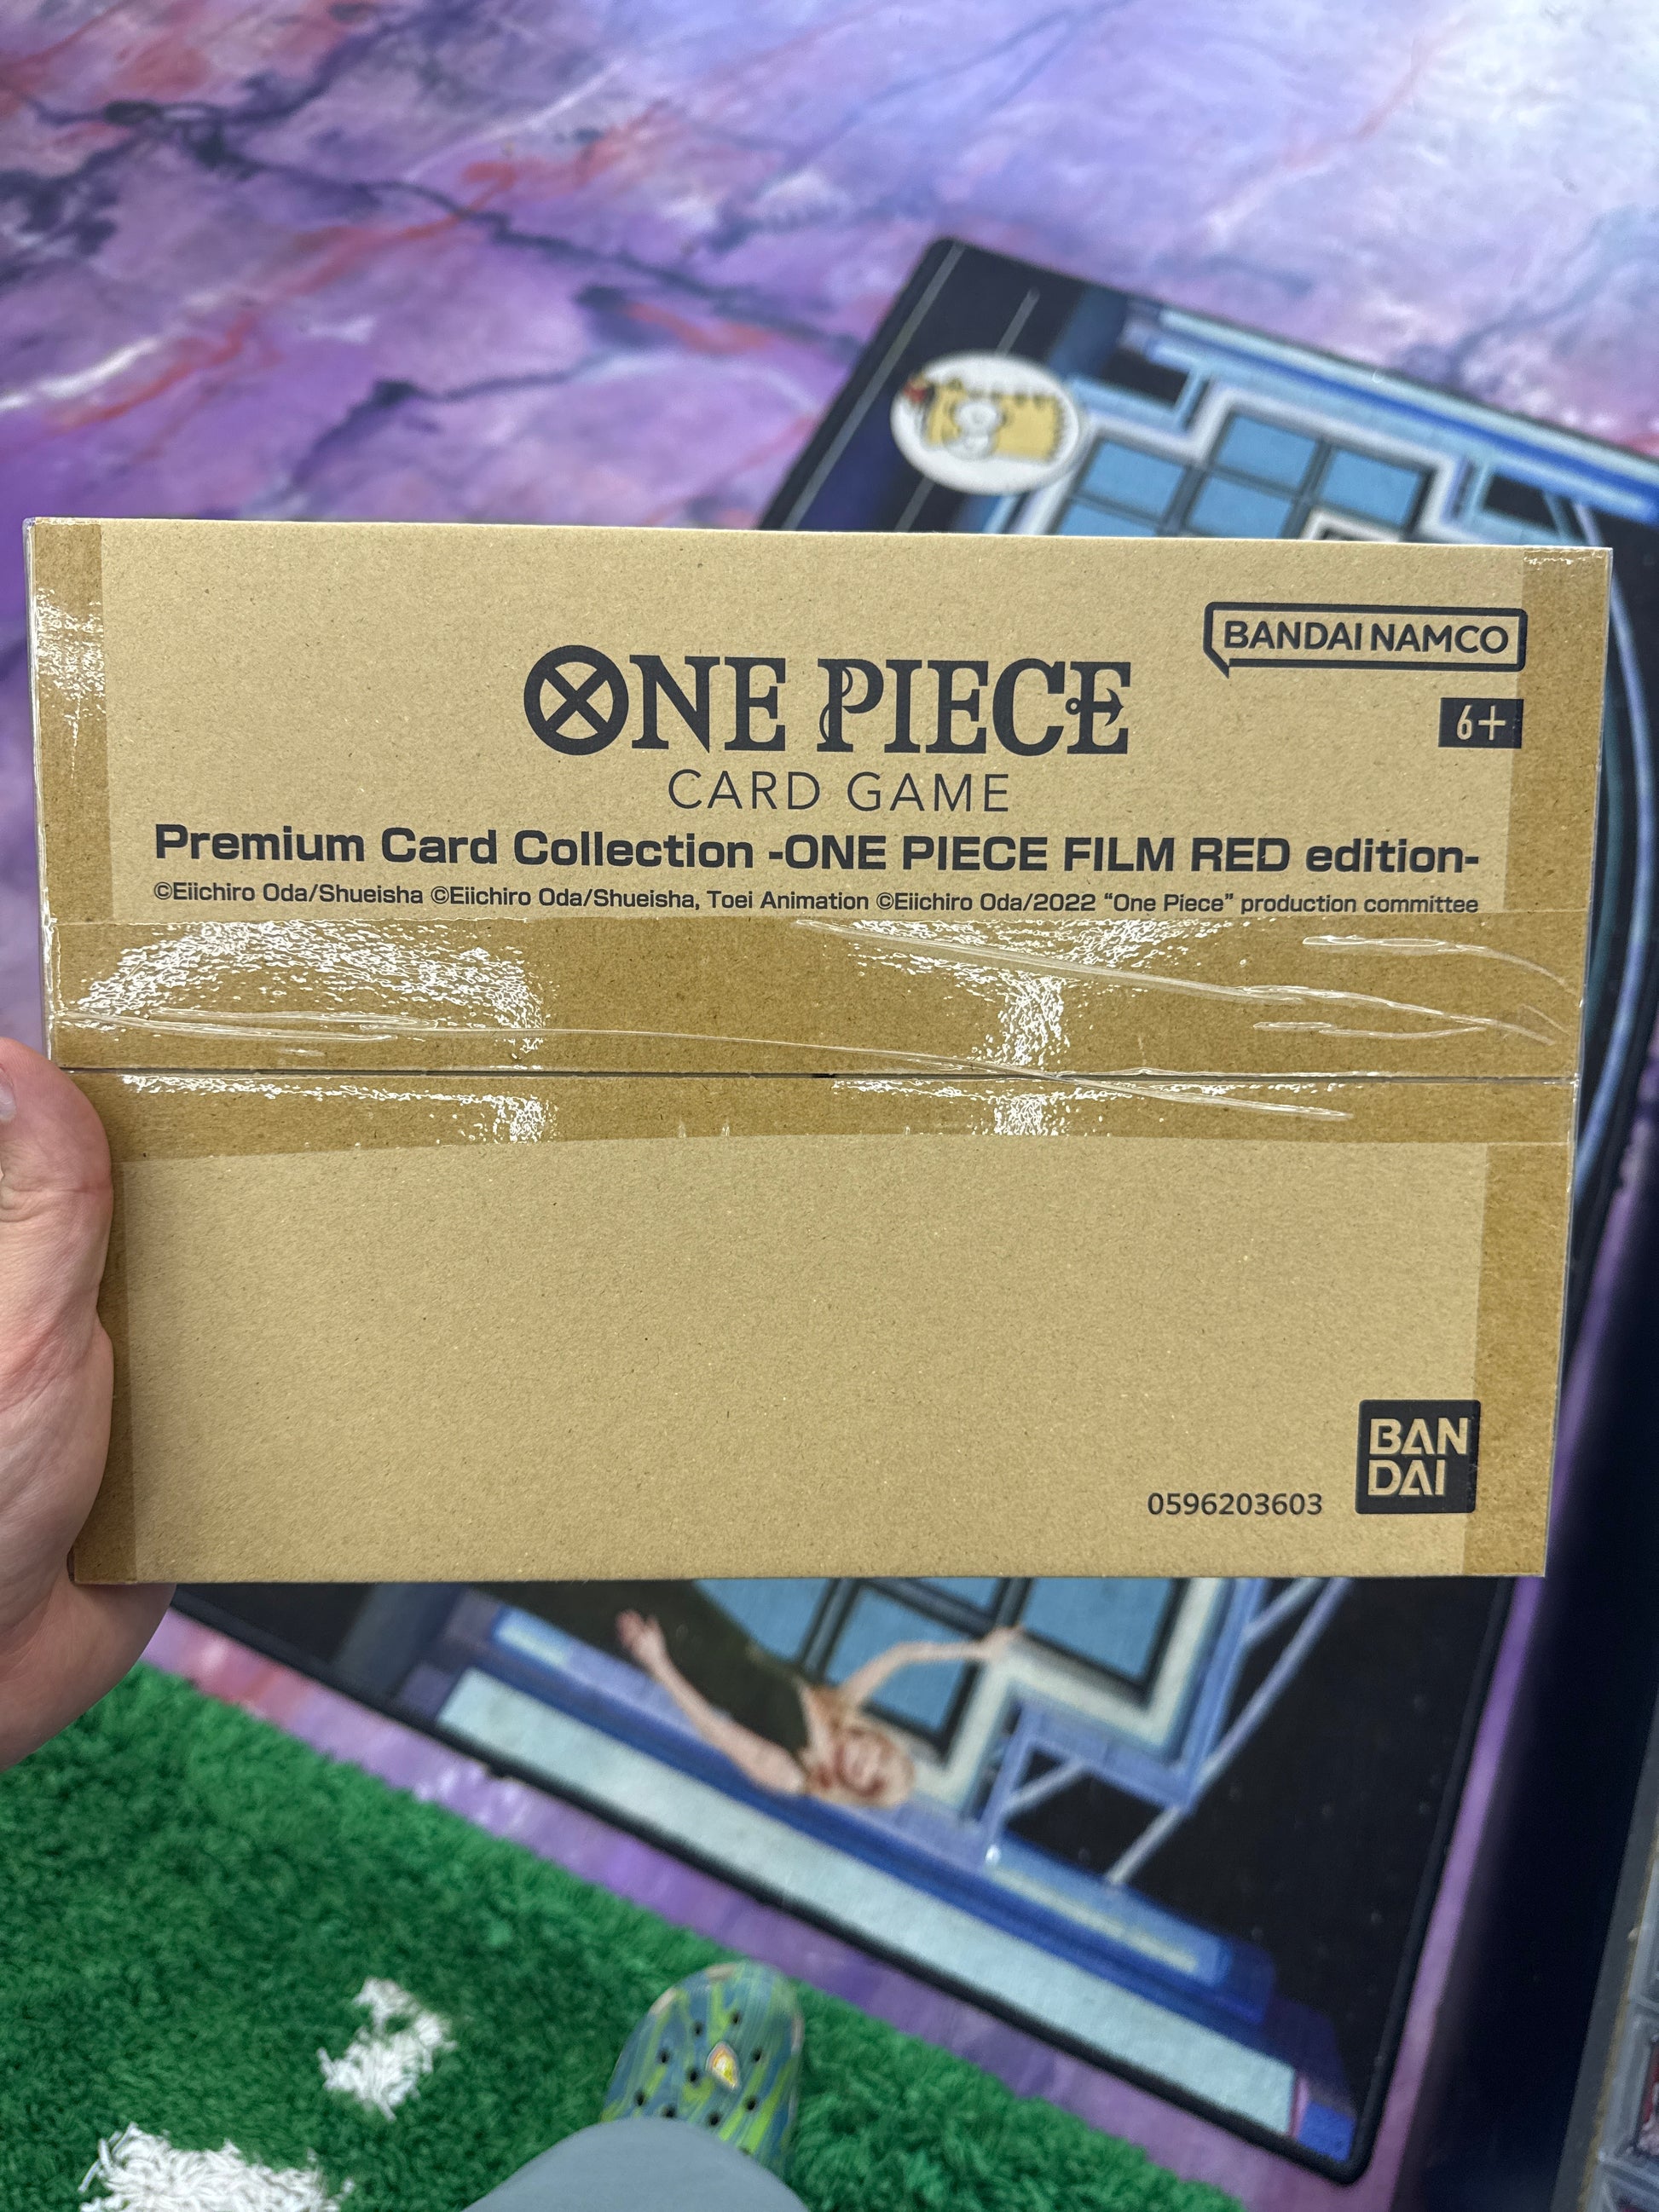 BANDAI NAMCO
ONE PIECE
6+
CARD GAME
Premium Card Collection -ONE PIECE FILM RED edition-
©Eiichiro Oda/Shueisha ©Eiichiro Oda/Shueisha, Toei Animation ©Eiichiro Oda/2022 “One Piece” production committee
0596203603
BAN
DAI